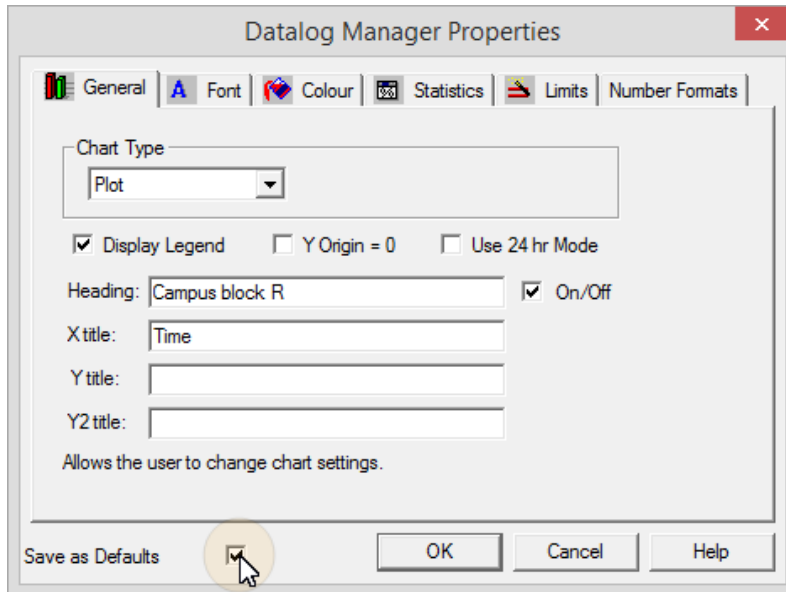 Datalog Manager Properties
General Font Colour Statistics Limits Number Formats
Chart Type
Plot
Display Legend Y Origin = 0 Use 24 hr Mode
Heading: Campus block R On/Off
X title: Time
Y title:
Y2 title:
Allows the user to change chart settings.
Save as Defaults OK Cancel Help